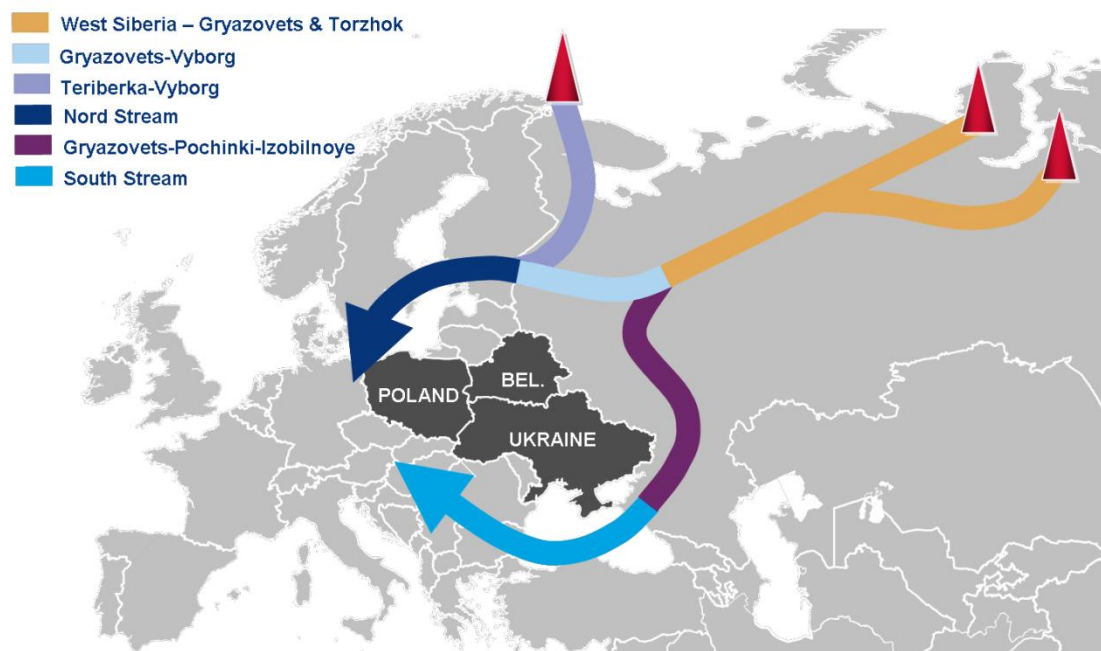 West Siberia – Gryazovets & Torzhok
Gryazovets-Vyborg
Teriberka-Vyborg
Nord Stream
Gryazovets-Pochinki-Izobilnoye
South Stream
POLAND
BEL.
UKRAINE